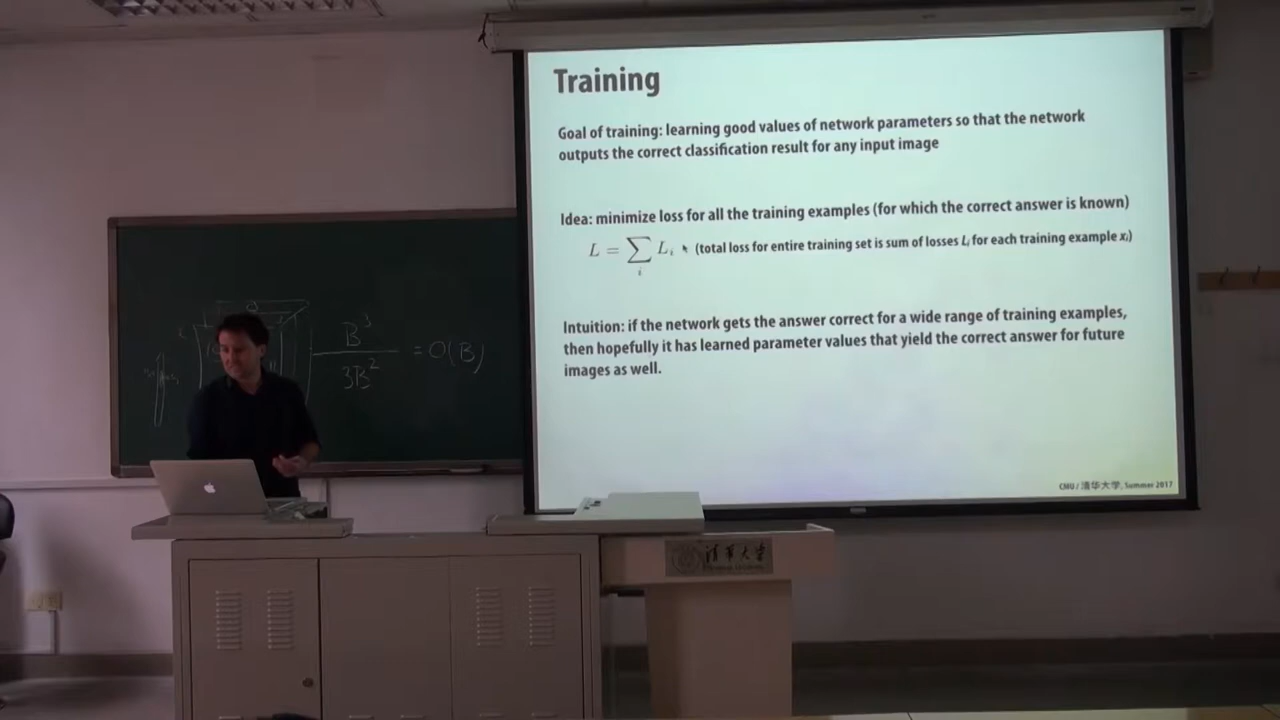 Training
Goal of training: learning good values of network parameters so that the network
outputs the correct classification result for any input image
Idea: minimize loss for all the training examples (for which the correct answer is known)
L = ∑ᵢ Lᵢ (total loss for entire training set is sum of losses Lᵢ for each training example xᵢ)
Intuition: if the network gets the answer correct for a wide range of training examples,
then hopefully it has learned parameter values that yield the correct answer for future
images as well.
CMU / 清华大学, Summer 2017
B³
3B²
= O(B)
清华大学